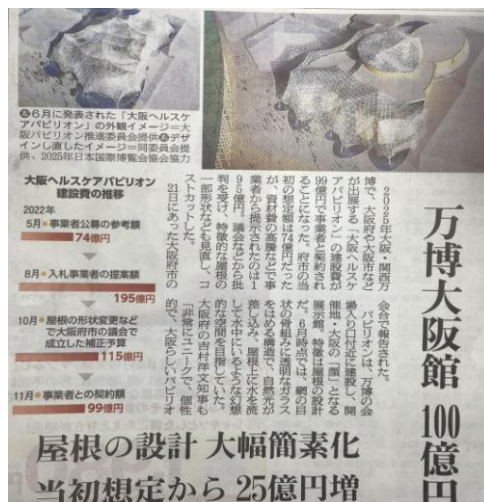 万博大阪館 100億円
屋根の設計 大幅簡素化
当初想定から25億円増
㊧6月に発表された「大阪ヘルスケ
アパビリオン」の外観イメージ=大
阪パビリオン推進委員会提供㊨デザ
インし直したイメージ=同委員会提
供、2025年日本国際博覧会協会協力
大阪ヘルスケアパビリオン
建設費の推移
2022年
5月●事業者公募の参考額
74億円
8月●入札事業者の提案額
195億円
10月●屋根の形状変更など
で大阪府市の議会で
成立した補正予算
115億円
11月●事業者との契約額
99億円
2025年大阪・関西万
博で、大阪府や大阪市など
が出展する「大阪ヘルスケ
アパビリオン」の建設費が
99億円で事業者と契約され
ることになった。府市の当
初の想定額は74億円だった
が、資材費の高騰などで事
業者から提示されたのは1
95億円。議会などから批
判を受け、特徴的な屋根の
一部形状なども見直し、コ
ストカットした。
21日にあった大阪府市の
会合で報告された。
パビリオンは、万博の会
場入り口付近に建設し、開
催地・大阪の「顔」となる
展示館。特徴は屋根の設計
だ。6月時点では、網の目
状の骨組みに透明なガラス
をはめる構造で、自然光が
差し込み、屋根上に水を流
して水中にいるような幻想
的な空間を目指していた。
大阪府の吉村洋文知事も
「非常にユニークで、個性
的で、大阪らしいパビリオ